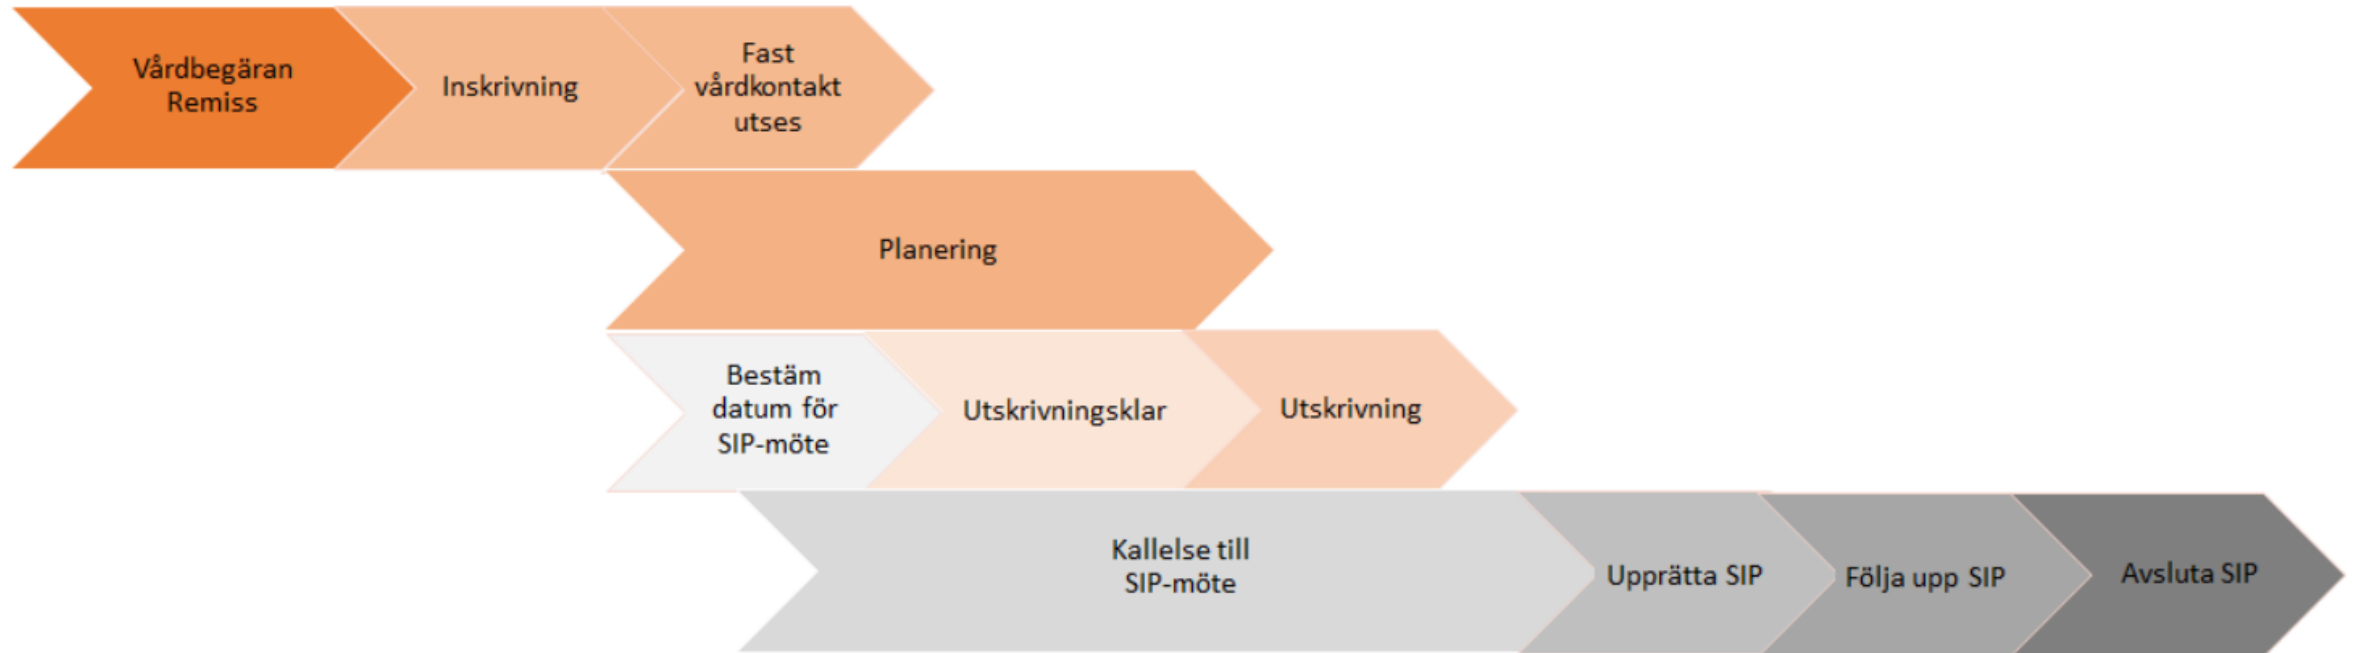 Vårdbegäran
Remiss
Inskrivning
Fast
vårdkontakt
utses
Planering
Bestäm
datum för
SIP-möte
Utskrivningsklar
Utskrivning
Kallelse till
SIP-möte
Upprätta SIP
Följa upp SIP
Avsluta SIP